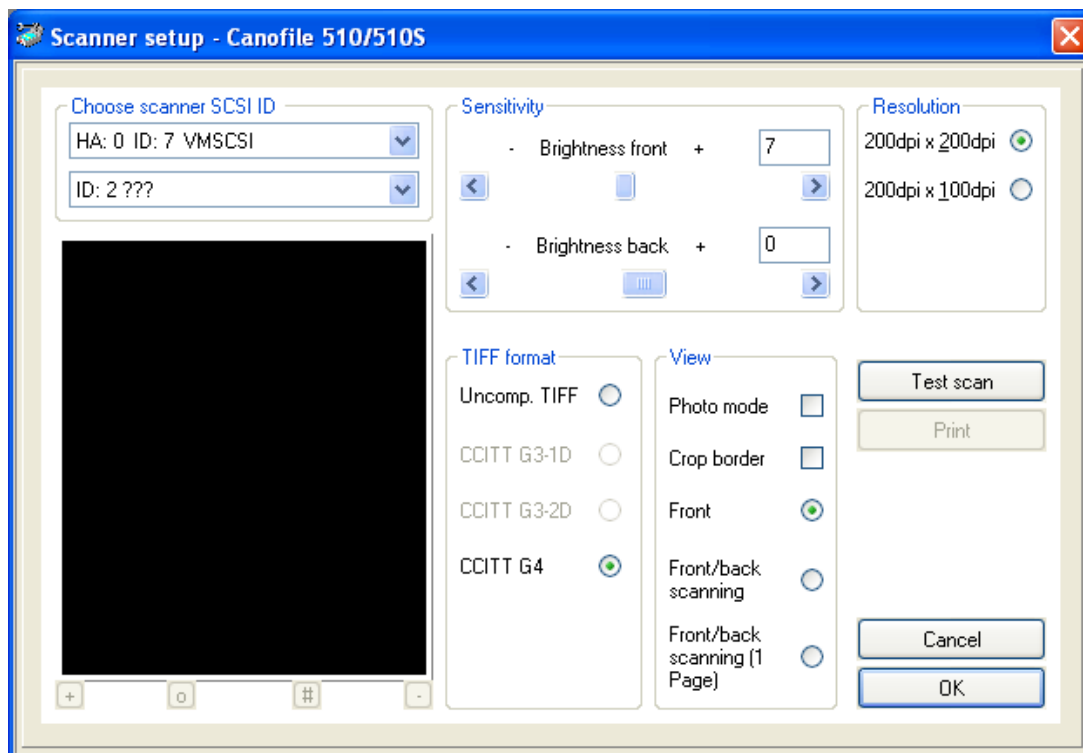 Scanner setup - Canofile 510/510S
Choose scanner SCSI ID
HA: 0 ID: 7 VMSCSI
ID: 2 ???
Sensitivity
- Brightness front + 7
- Brightness back + 0
Resolution
200dpi x 200dpi
200dpi x 100dpi
+ o # -
TIFF format
Uncomp. TIFF
CCITT G3-1D
CCITT G3-2D
CCITT G4
View
Photo mode
Crop border
Front
Front/back
scanning
Front/back
scanning (1
Page)
Test scan
Print
Cancel
OK